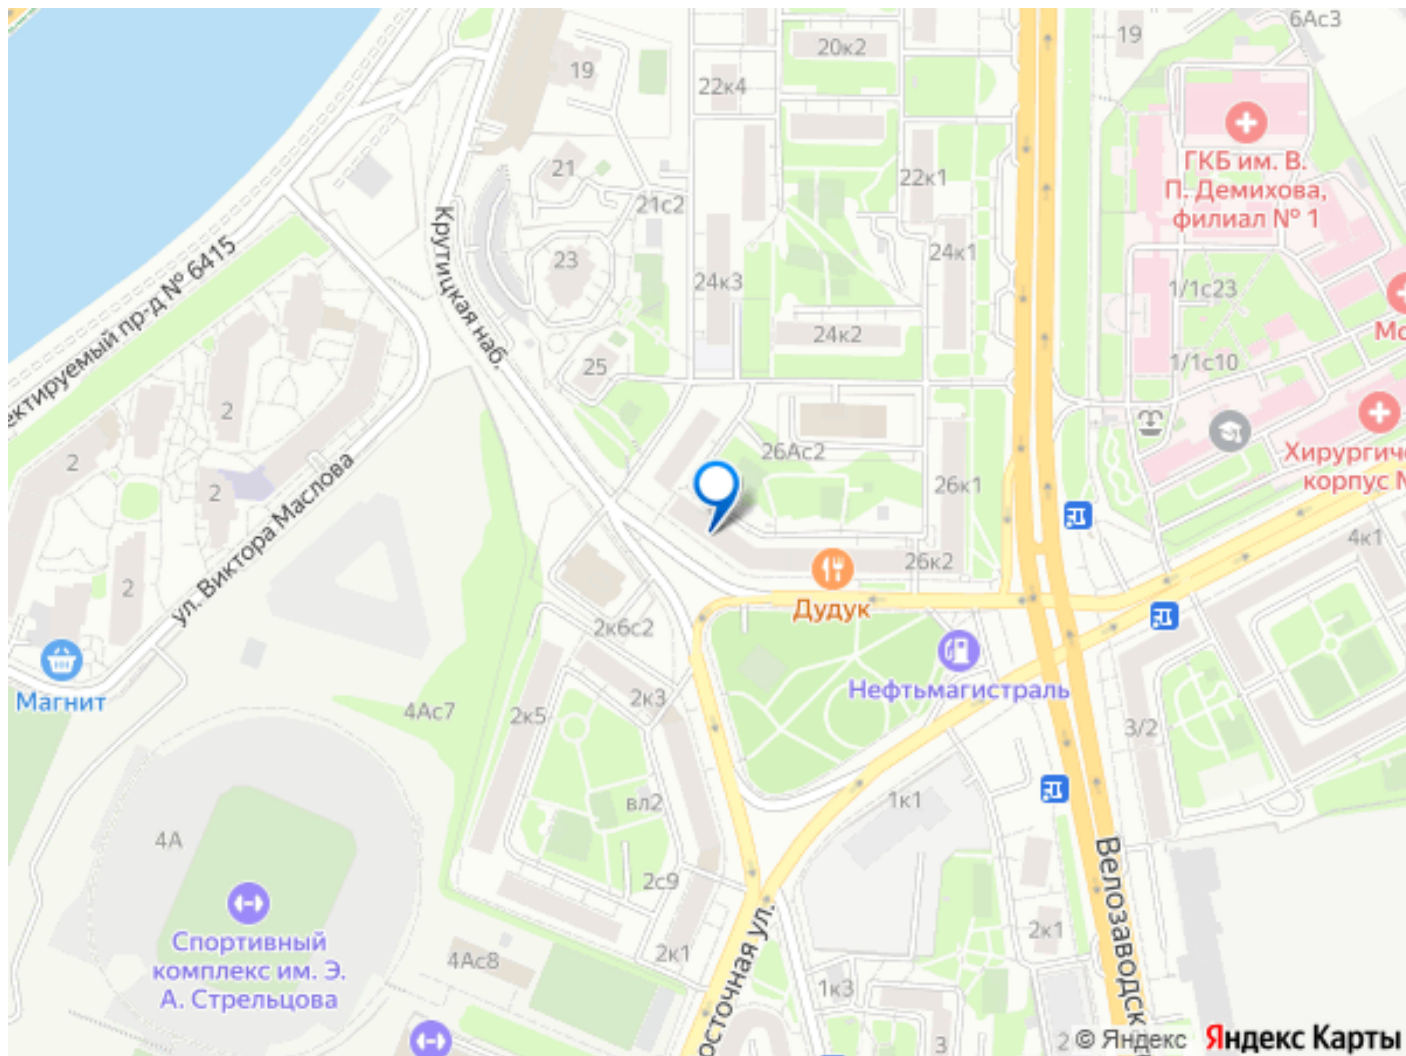 6Ас3
19
20к2
19
22к4
ГКБ им. В.
П. Демихова,
филиал № 1
21
22к1
21с2
Крутицкая наб.
ектируемый пр-д № 6415
23
24к1
24к3
1/1с23
24к2
Мо
25
1/1с10
2
2
26Ас2
Хирургиче
корпус №
2
26к1
ул. Виктора Маслова
4к1
26к2
2
Дудук
2к6с2
Магнит
Нефтьмагистраль
2к3
4Ас7
2к5
3/2
вл2
1к1
4А
Велозаводск
2с9
Спортивный
комплекс им. Э.
А. Стрельцова
2к1
2к1
4Ас8
осточная ул.
1к3
3
2
© Яндекс Яндекс Карты